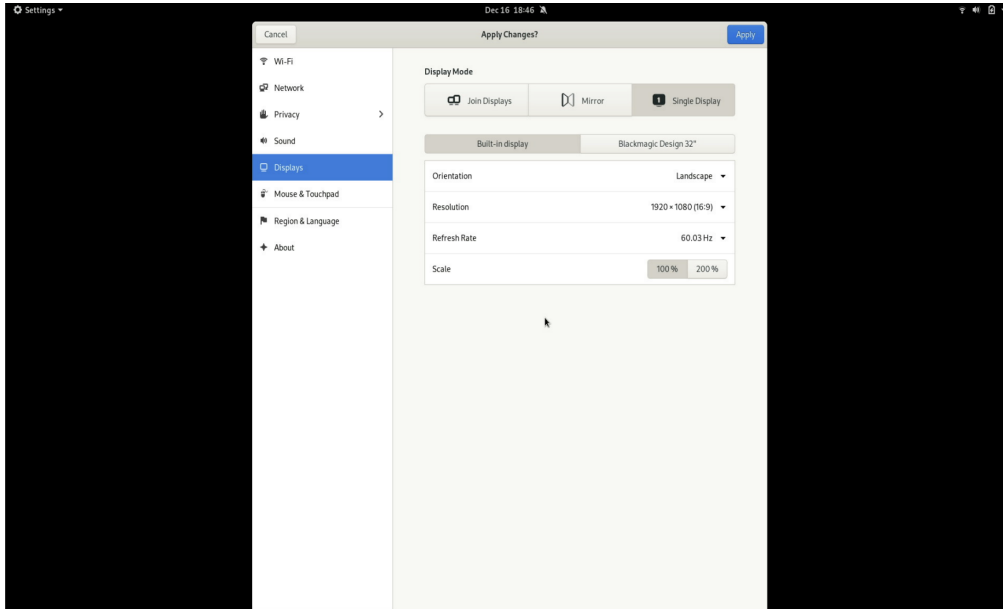 Settings
Dec 16 18:46
Cancel
Apply Changes?
Apply
Wi-Fi
Network
Privacy
Sound
Displays
Mouse & Touchpad
Region & Language
About
Display Mode
Join Displays
Mirror
1 Single Display
Built-in display
Blackmagic Design 32"
Orientation Landscape
Resolution 1920 × 1080 (16:9)
Refresh Rate 60.03 Hz
Scale 100 % 200 %